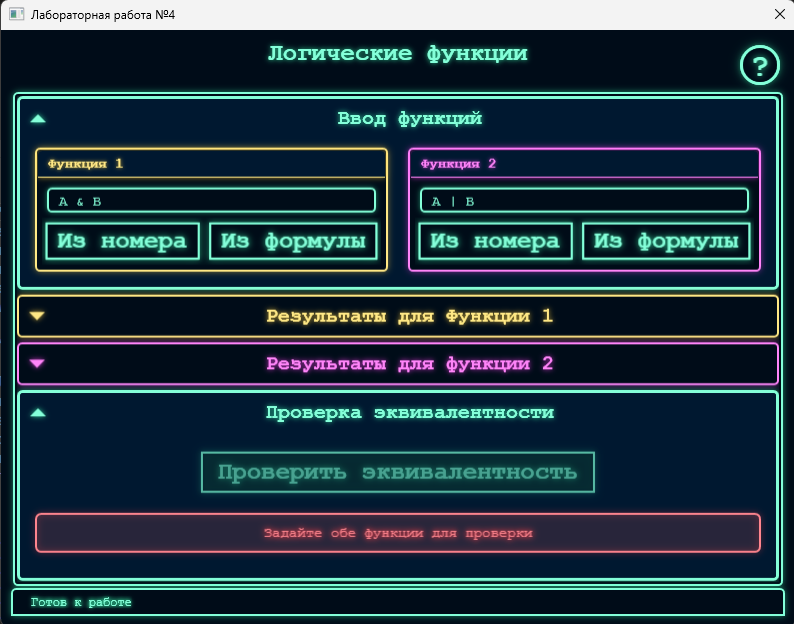 Лабораторная работа №4
Логические функции
?
Ввод функций
Функция 1
Функция 2
A & B
A | B
Из номера
Из формулы
Из номера
Из формулы
Результаты для Функции 1
Результаты для функции 2
Проверка эквивалентности
Проверить эквивалентность
Задайте обе функции для проверки
Готов к работе